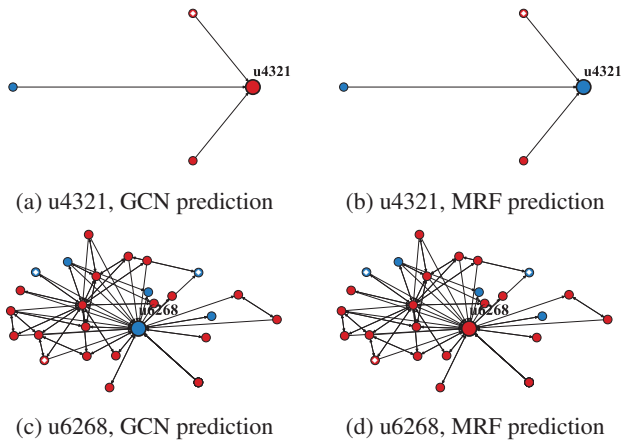 u4321 u4321
(a) u4321, GCN prediction (b) u4321, MRF prediction
u6268 u6268
(c) u6268, GCN prediction (d) u6268, MRF prediction